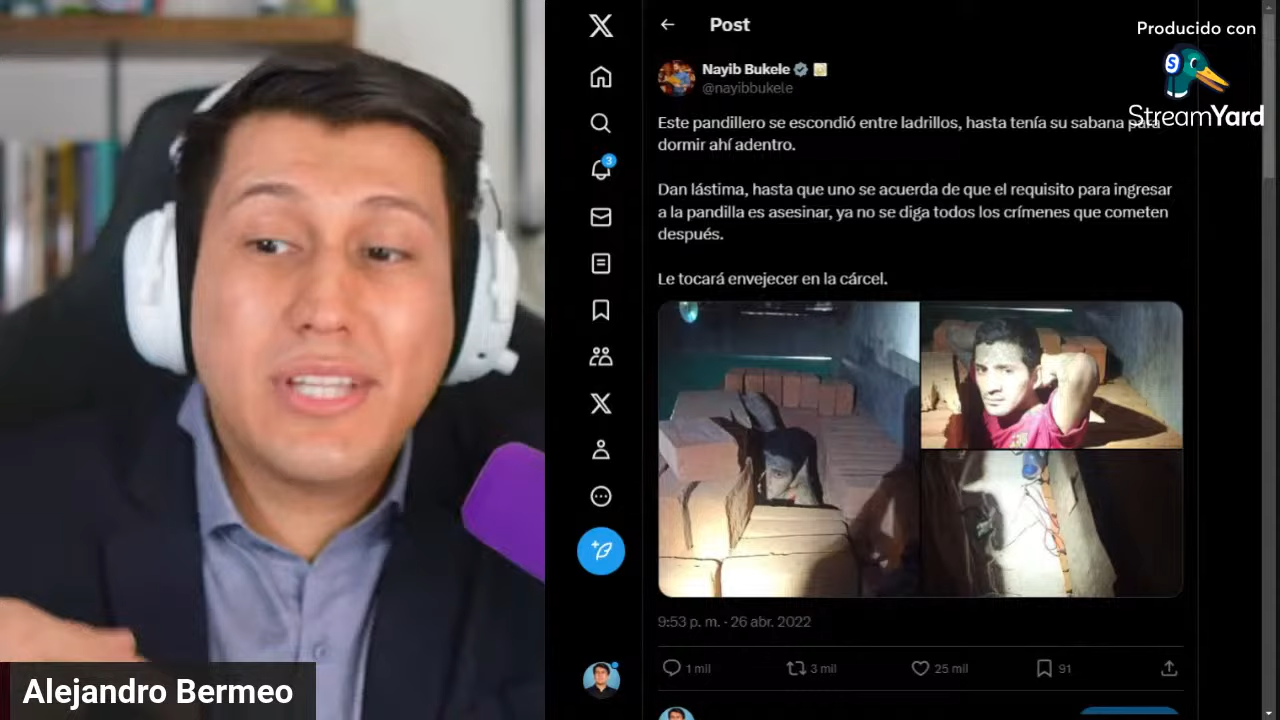 Post
Producido con
StreamYard
Nayib Bukele
@nayibbukele
Este pandillero se escondió entre ladrillos, hasta tenía su sabana para
dormir ahí adentro.
Dan lástima, hasta que uno se acuerda de que el requisito para ingresar
a la pandilla es asesinar, ya no se diga todos los crímenes que cometen
después.
Le tocará envejecer en la cárcel.
9:53 p. m. · 26 abr. 2022
1 mil
3 mil
25 mil
91
3
Alejandro Bermeo